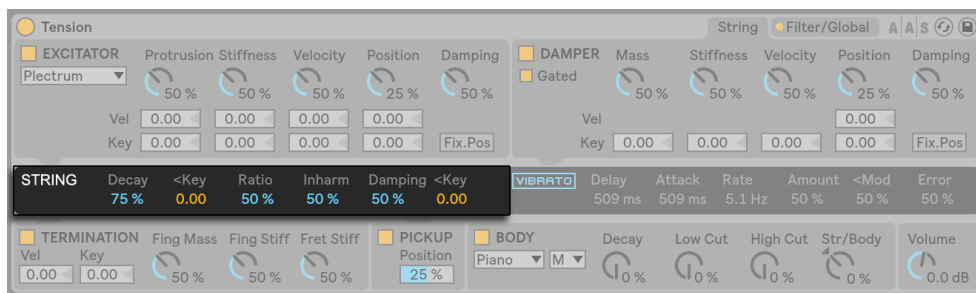 Tension String Filter/Global A A S
EXCITATOR Protrusion Stiffness Velocity Position Damping
Plectrum 50 % 50 % 50 % 25 % 50 %
Vel 0.00 0.00 0.00 0.00
Key 0.00 0.00 0.00 0.00 Fix.Pos
DAMPER Mass Stiffness Velocity Position Damping
Gated 50 % 50 % 50 % 25 % 50 %
Vel 0.00
Key 0.00 0.00 0.00 0.00 Fix.Pos
STRING Decay <Key Ratio Inharm Damping <Key
75 % 0.00 50 % 50 % 50 % 0.00
VIBRATO Delay Attack Rate Amount <Mod Error
509 ms 509 ms 5.1 Hz 50 % 50 % 50 %
TERMINATION Fing Mass Fing Stiff Fret Stiff
Vel Key
0.00 0.00 50 % 50 % 50 %
PICKUP
Position
25 %
BODY Decay Low Cut High Cut Str/Body
Piano M 0 % 0 % 0 % 0 %
Volume
0.0 dB